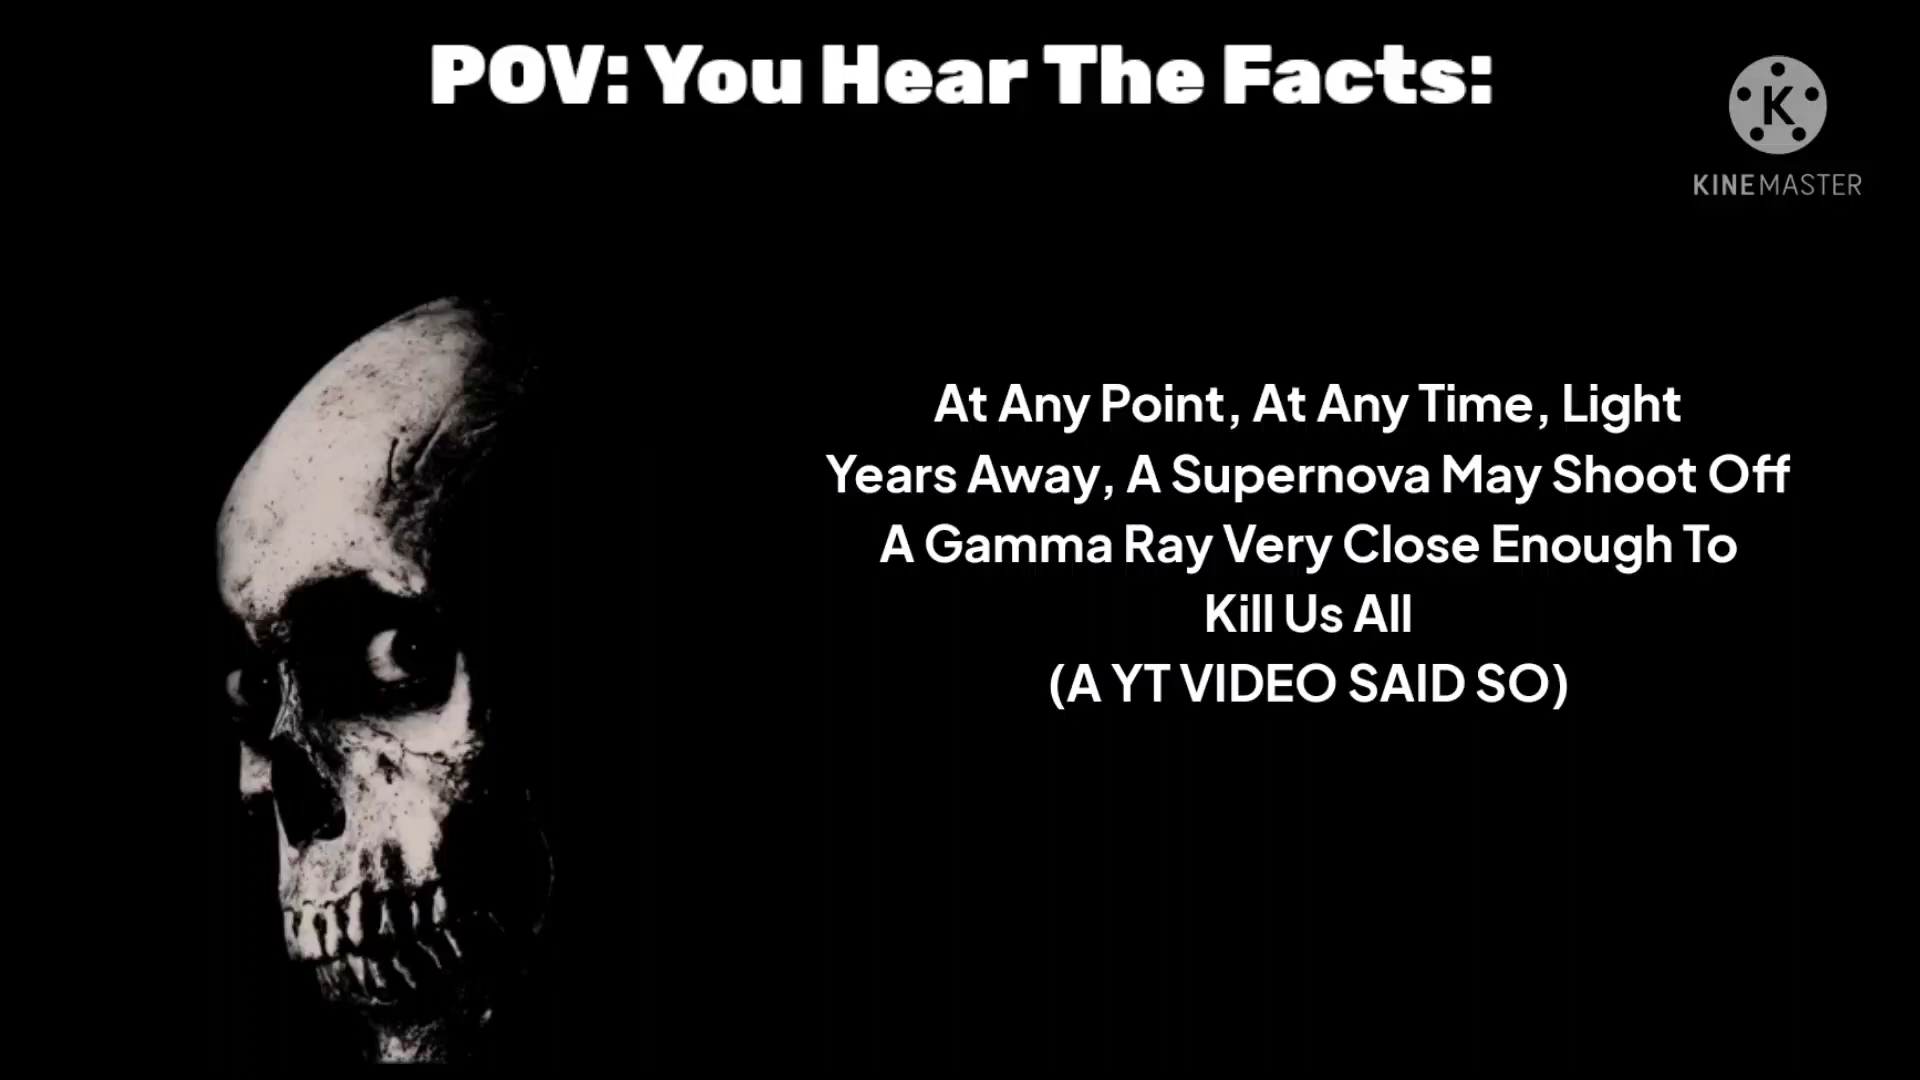 POV: You Hear The Facts:
K
KINEMASTER
At Any Point, At Any Time, Light
Years Away, A Supernova May Shoot Off
A Gamma Ray Very Close Enough To
Kill Us All
(A YT VIDEO SAID SO)